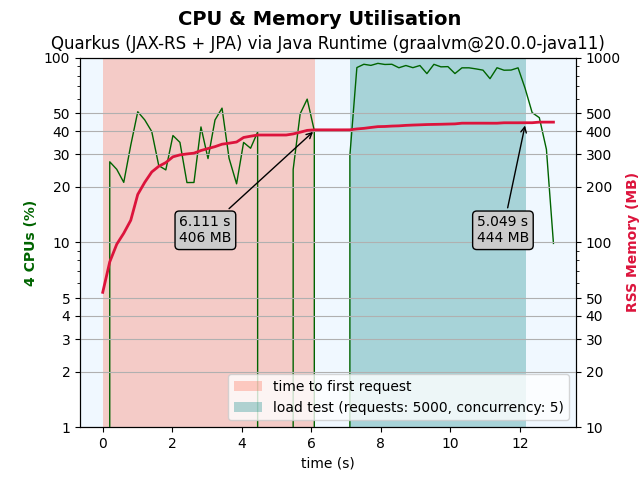 CPU & Memory Utilisation
Quarkus (JAX-RS + JPA) via Java Runtime (graalvm@20.0.0-java11)
100
50
40
30
20
10
5
4
3
2
1
4 CPUs (%)
1000
500
400
300
200
100
50
40
30
20
10
RSS Memory (MB)
6.111 s
406 MB
5.049 s
444 MB
time to first request
load test (requests: 5000, concurrency: 5)
0 2 4 6 8 10 12
time (s)